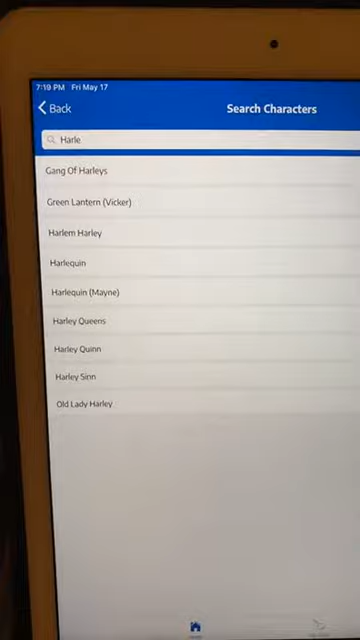 7:19 PM Fri May 17
Back
Search Characters
Harle
Gang Of Harleys
Green Lantern (Vicker)
Harlem Harley
Harlequin
Harlequin (Mayne)
Harley Queens
Harley Quinn
Harley Sinn
Old Lady Harley